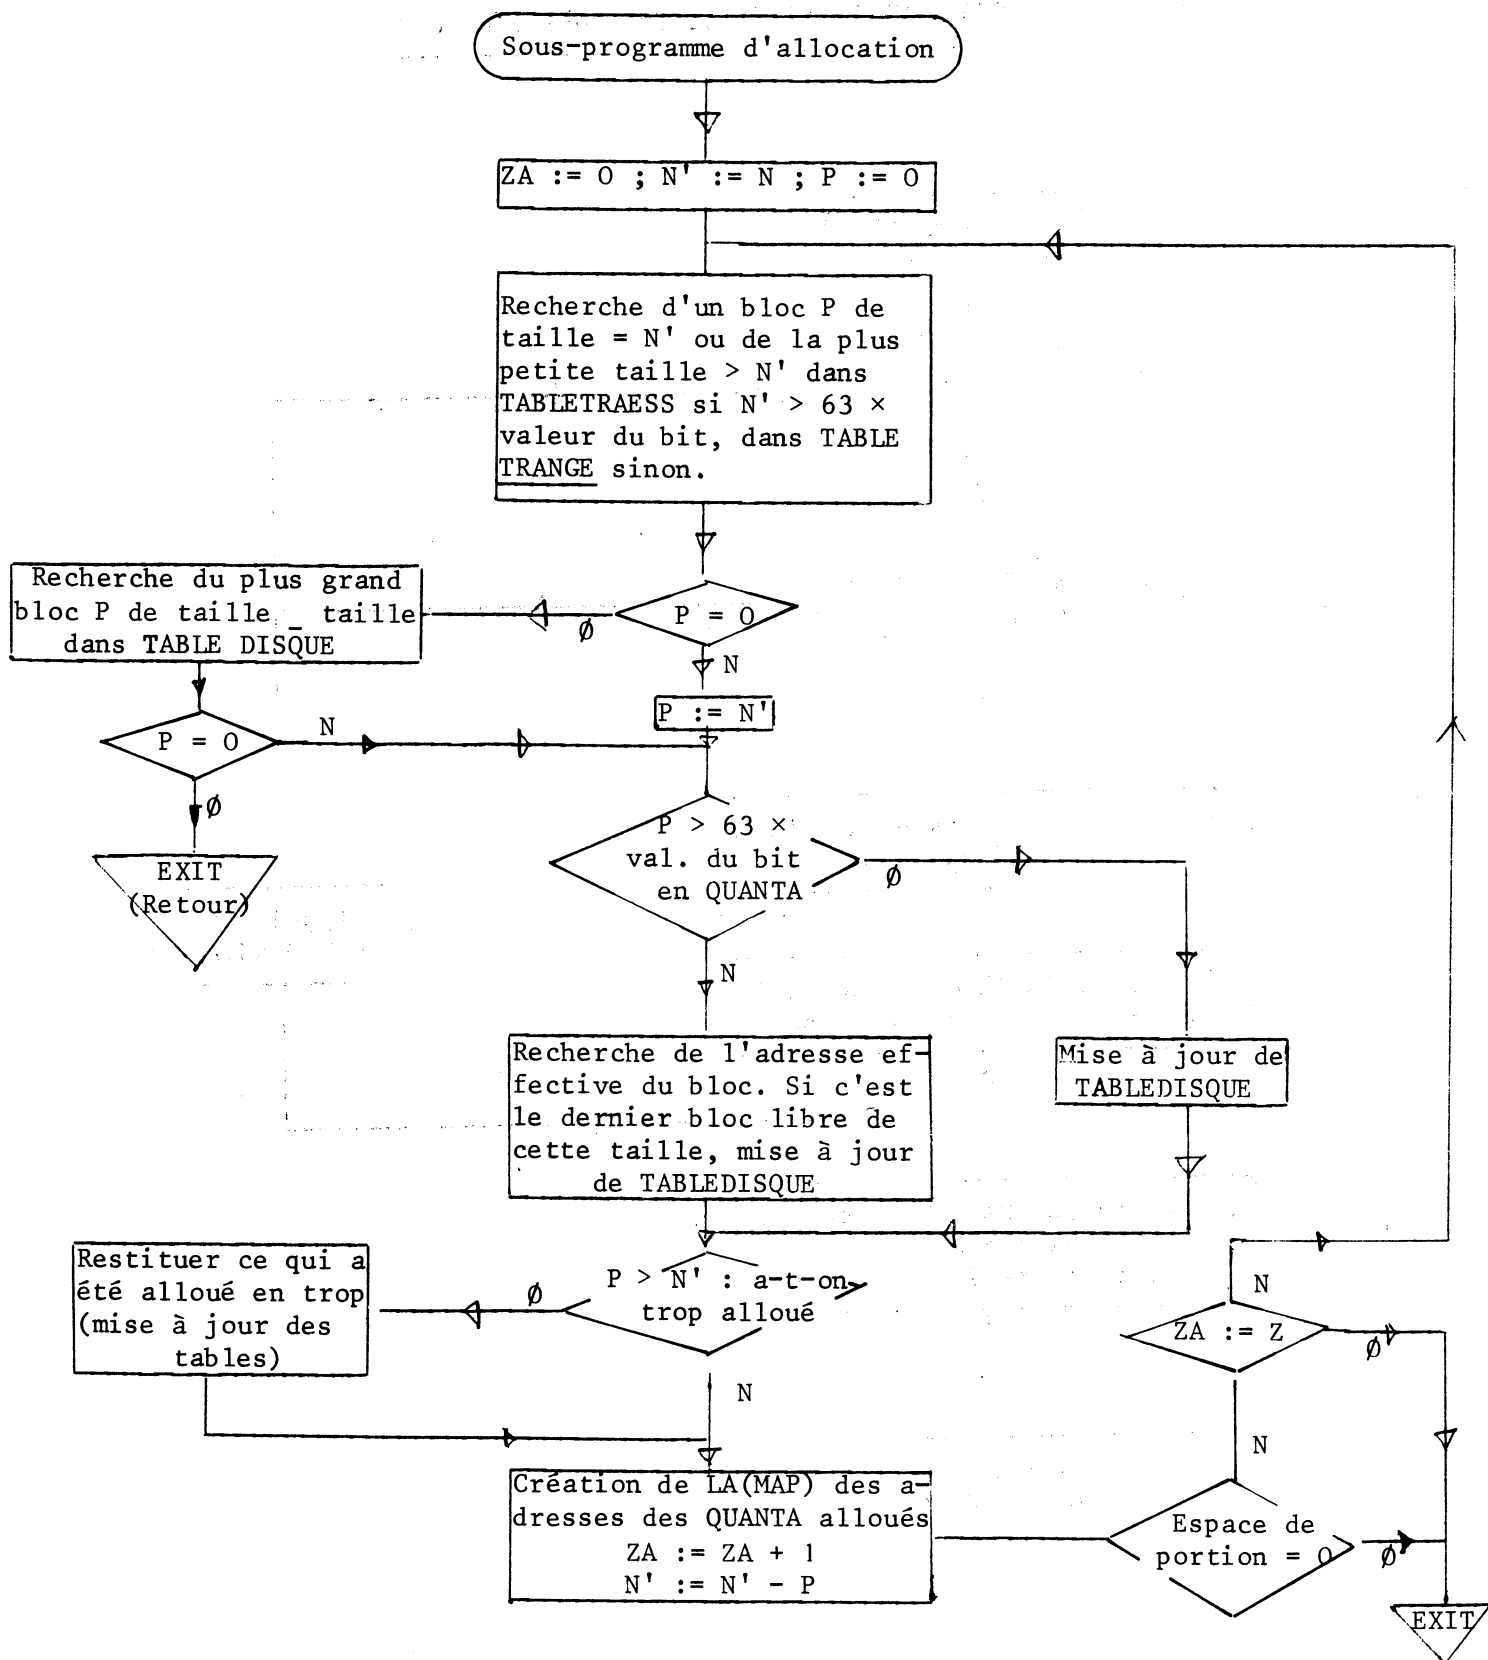 Sous-programme d'allocation
ZA := O ; N' := N ; P := O
Recherche d'un bloc P de
taille = N' ou de la plus
petite taille > N' dans
TABLETRAESS si N' > 63 ×
valeur du bit, dans TABLE
TRANGE sinon.
Recherche du plus grand
bloc P de taille _ taille
dans TABLE DISQUE
P = O
Ø
N
P := N'
P = O
N
Ø
EXIT
(Retour)
P > 63 ×
val. du bit
en QUANTA
Ø
N
Recherche de l'adresse ef-
fective du bloc. Si c'est
le dernier bloc libre de
cette taille, mise à jour
de TABLEDISQUE
Mise à jour de
TABLEDISQUE
Restituer ce qui a
été alloué en trop
(mise à jour des
tables)
Ø
P > N' : a-t-on
trop alloué
N
N
ZA := Z
Ø
N
Création de LA(MAP) des a-
dresses des QUANTA alloués
ZA := ZA + 1
N' := N' - P
Espace de
portion = O
Ø
EXIT